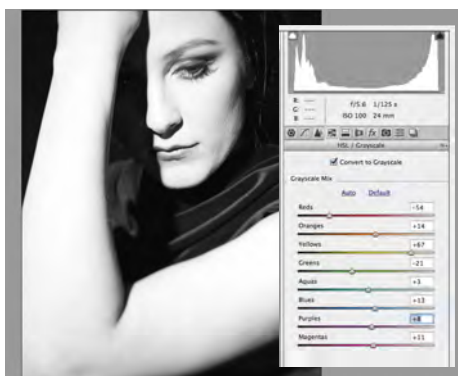 R: ---
G: ---
B: ---
f/5.6 1/125 s
ISO 100 24 mm
HSL / Grayscale
Convert to Grayscale
Grayscale Mix
Auto Default
Reds -54
Oranges +14
Yellows +67
Greens -21
Aquas +3
Blues +13
Purples +8
Magentas +11